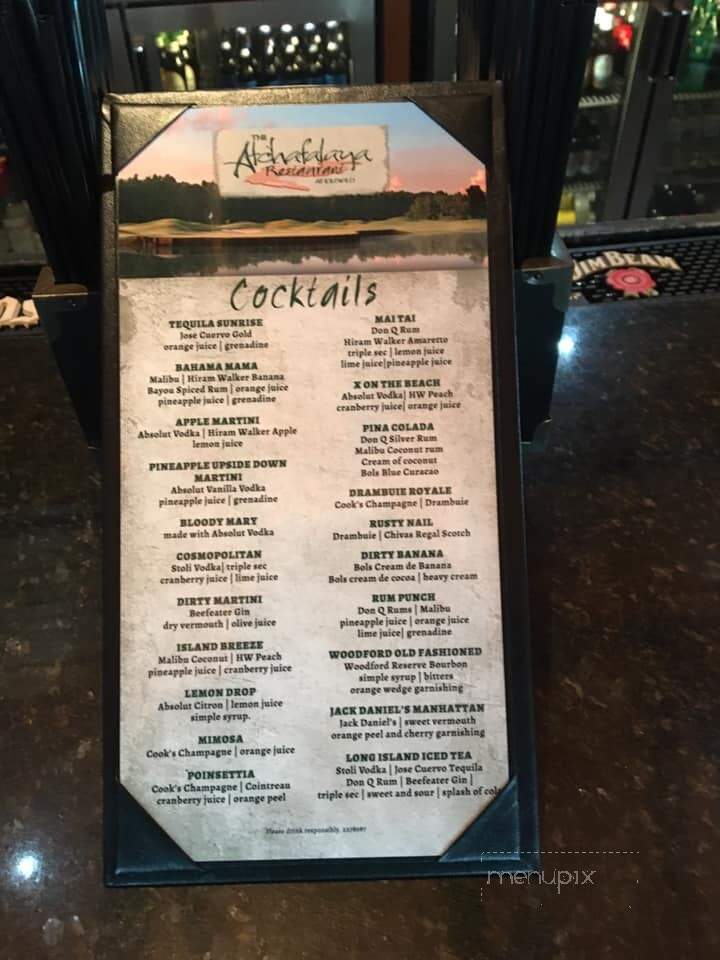 THE
Atchafalaya
Restaurant
AT IDLEWILD
JIM BEAM
Cocktails
TEQUILA SUNRISE
Jose Cuervo Gold
orange juice | grenadine
BAHAMA MAMA
Malibu | Hiram Walker Banana
Bayou Spiced Rum | orange juice
pineapple juice | grenadine
APPLE MARTINI
Absolut Vodka | Hiram Walker Apple
lemon juice
PINEAPPLE UPSIDE DOWN
MARTINI
Absolut Vanilla Vodka
pineapple juice | grenadine
BLOODY MARY
made with Absolut Vodka
COSMOPOLITAN
Stoli Vodka| triple sec
cranberry juice | lime juice
DIRTY MARTINI
Beefeater Gin
dry vermouth | olive juice
ISLAND BREEZE
Malibu Coconut | HW Peach
pineapple juice | cranberry juice
LEMON DROP
Absolut Citron | lemon juice
simple syrup.
MIMOSA
Cook's Champagne | orange juice
POINSETTIA
Cook's Champagne | Cointreau
cranberry juice | orange peel
MAI TAI
Don Q Rum
Hiram Walker Amaretto
triple sec | lemon juice
lime juice|pineapple juice
X ON THE BEACH
Absolut Vodka| HW Peach
cranberry juice| orange juice
PINA COLADA
Don Q Silver Rum
Malibu Coconut rum
Cream of coconut
Bols Blue Curacao
DRAMBUIE ROYALE
Cook's Champagne | Drambuie
RUSTY NAIL
Drambuie | Chivas Regal Scotch
DIRTY BANANA
Bols Cream de Banana
Bols cream de cocoa | heavy cream
RUM PUNCH
Don Q Rums | Malibu
pineapple juice | orange juice
lime juice| grenadine
WOODFORD OLD FASHIONED
Woodford Reserve Bourbon
simple syrup | bitters
orange wedge garnishing
JACK DANIEL'S MANHATTAN
Jack Daniel's | sweet vermouth
orange peel and cherry garnishing
LONG ISLAND ICED TEA
Stoli Vodka | Jose Cuervo Tequila
Don Q Rum | Beefeater Gin |
triple sec | sweet and sour | splash of cola
Please drink responsibly.
menupix